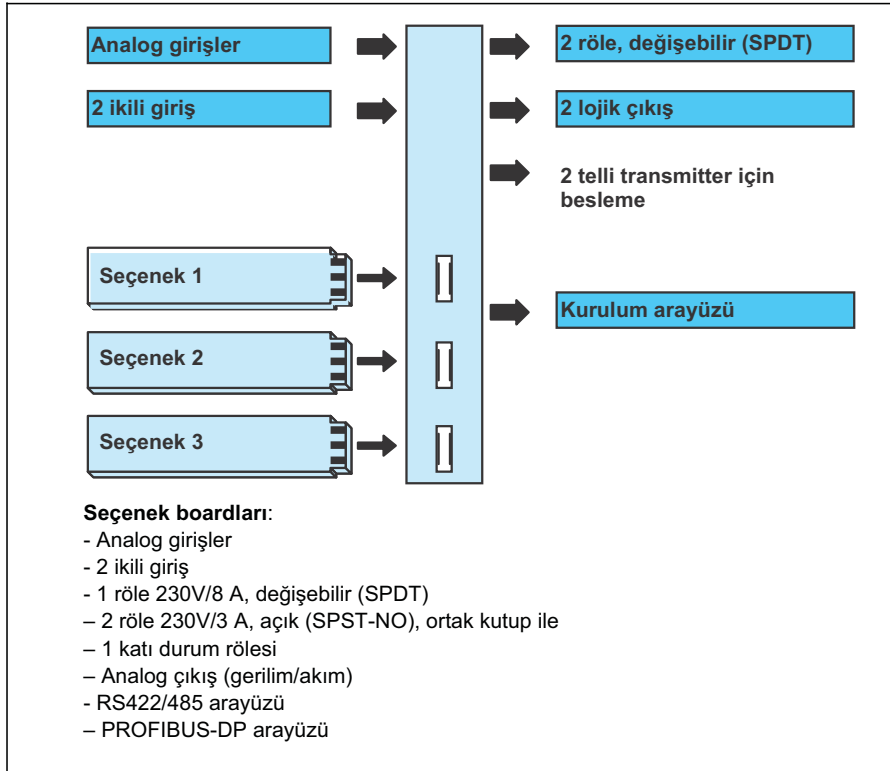 Analog girişler
2 röle, değişebilir (SPDT)
2 ikili giriş
2 lojik çıkış
2 telli transmitter için
besleme
Seçenek 1
Kurulum arayüzü
Seçenek 2
Seçenek 3
Seçenek boardları:
- Analog girişler
- 2 ikili giriş
- 1 röle 230V/8 A, değişebilir (SPDT)
– 2 röle 230V/3 A, açık (SPST-NO), ortak kutup ile
– 1 katı durum rölesi
– Analog çıkış (gerilim/akım)
- RS422/485 arayüzü
– PROFIBUS-DP arayüzü